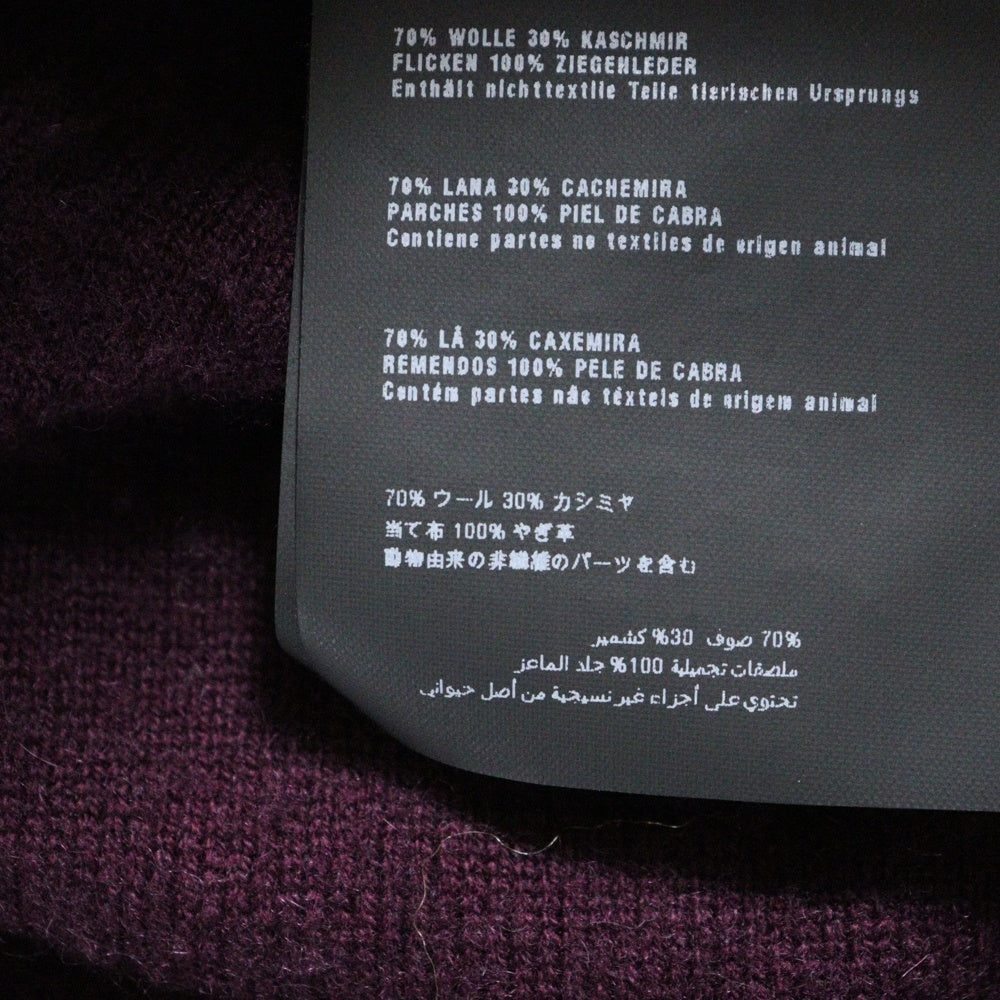 70% WOLLE 30% KASCHMIR
FLICKEN 100% ZIEGENLEDER
Enthält nichttextile Teile tierischen Ursprungs
70% LANA 30% CACHEMIRA
PARCHES 100% PIEL DE CABRA
Contiene partes no textiles de origen animal
70% LÃ 30% CAXEMIRA
REMENDOS 100% PELE DE CABRA
Contém partes não têxteis de origem animal
70% ウール 30% カシミヤ
当て布 100% やぎ革
動物由来の非繊維のパーツを含む
70% صوف 30% كشمير
ملصقات تجميلية 100% جلد الماعز
تحتوي على أجزاء غير نسيجية من أصل حيواني